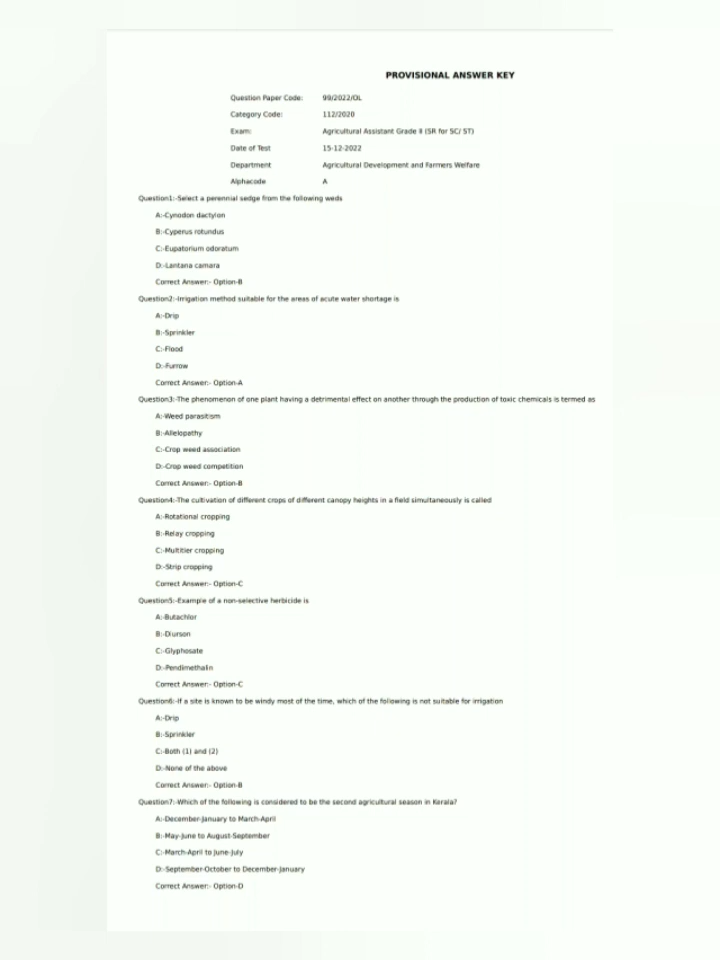 PROVISIONAL ANSWER KEY
Question Paper Code: 99/2022/OL
Category Code: 112/2020
Exam: Agricultural Assistant Grade II (SR for SC/ ST)
Date of Test 15-12-2022
Department Agricultural Development and Farmers Welfare
Alphacode A
Question1:-Select a perennial sedge from the following weds
A:-Cynodon dactylon
B:-Cyperus rotundus
C:-Eupatorium odoratum
D:-Lantana camara
Correct Answer:- Option-B
Question2:-Irrigation method suitable for the areas of acute water shortage is
A:-Drip
B:-Sprinkler
C:-Flood
D:-Furrow
Correct Answer:- Option-A
Question3:-The phenomenon of one plant having a detrimental effect on another through the production of toxic chemicals is termed as
A:-Weed parasitism
B:-Allelopathy
C:-Crop weed association
D:-Crop weed competition
Correct Answer:- Option-B
Question4:-The cultivation of different crops of different canopy heights in a field simultaneously is called
A:-Rotational cropping
B:-Relay cropping
C:-Multitier cropping
D:-Strip cropping
Correct Answer:- Option-C
Question5:-Example of a non-selective herbicide is
A:-Butachlor
B:-Diurson
C:-Glyphosate
D:-Pendimethalin
Correct Answer:- Option-C
Question6:-If a site is known to be windy most of the time, which of the following is not suitable for irrigation
A:-Drip
B:-Sprinkler
C:-Both (1) and (2)
D:-None of the above
Correct Answer:- Option-B
Question7:-Which of the following is considered to be the second agricultural season in Kerala?
A:-December-January to March-April
B:-May-June to August-September
C:-March-April to June-July
D:-September-October to December-January
Correct Answer:- Option-D